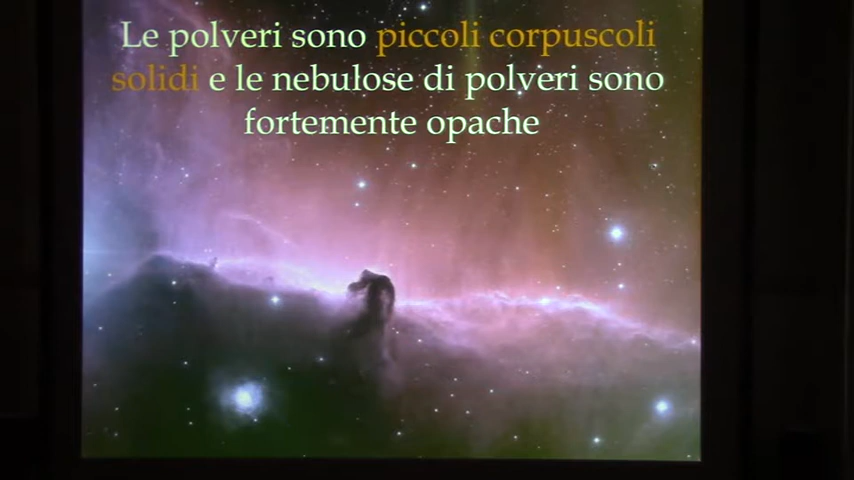 Le polveri sono piccoli corpuscoli
solidi e le nebulose di polveri sono
fortemente opache